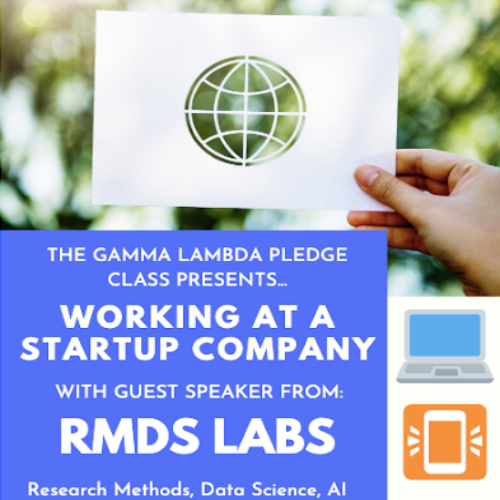 THE GAMMA LAMBDA PLEDGE
CLASS PRESENTS...
WORKING AT A
STARTUP COMPANY
WITH GUEST SPEAKER FROM:
RMDS LABS
Research Methods, Data Science, AI